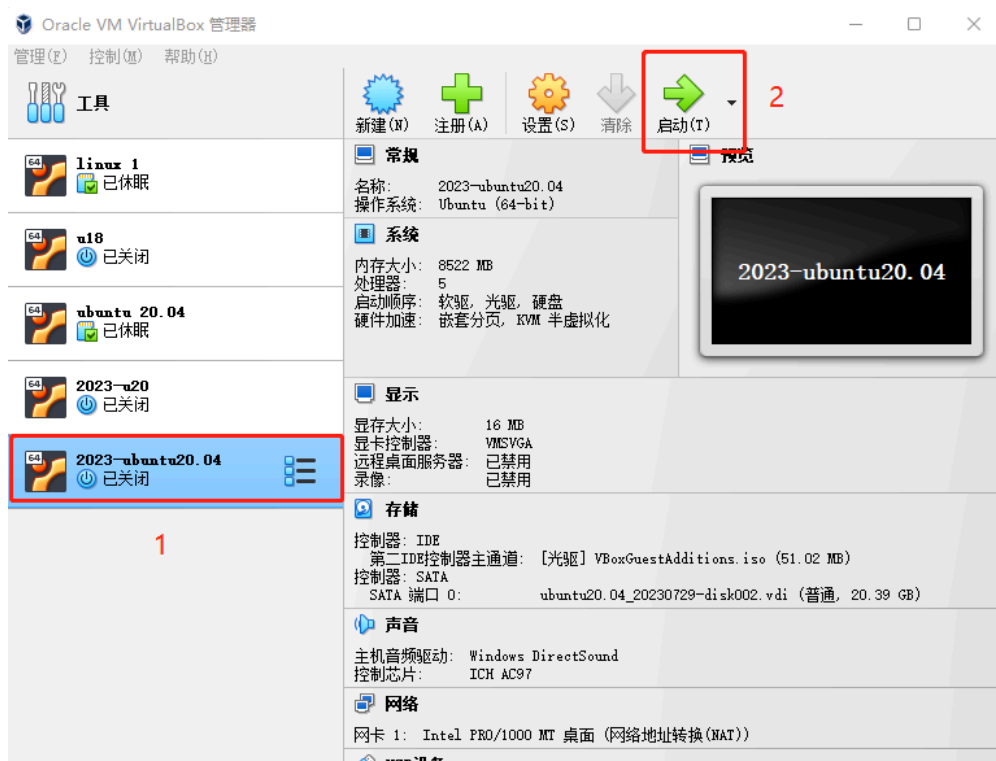 Oracle VM VirtualBox 管理器
管理(F) 控制(M) 帮助(H)
工具
新建(N) 注册(A) 设置(S) 清除 启动(T)
2
64 linux 1
已休眠
64 u18
已关闭
64 ubuntu 20.04
已休眠
64 2023-u20
已关闭
64 2023-ubuntu20.04
已关闭
1
常规
名称: 2023-ubuntu20.04
操作系统: Ubuntu (64-bit)
预览
2023-ubuntu20.04
系统
内存大小: 8522 MB
处理器: 5
启动顺序: 软驱, 光驱, 硬盘
硬件加速: 嵌套分页, KVM 半虚拟化
显示
显存大小: 16 MB
显卡控制器: VMSVGA
远程桌面服务器: 已禁用
录像: 已禁用
存储
控制器: IDE
第二IDE控制器主通道: [光驱] VBoxGuestAdditions.iso (51.02 MB)
控制器: SATA
SATA 端口 0: ubuntu20.04_20230729-disk002.vdi (普通, 20.39 GB)
声音
主机音频驱动: Windows DirectSound
控制芯片: ICH AC97
网络
网卡 1: Intel PRO/1000 MT 桌面 (网络地址转换(NAT))